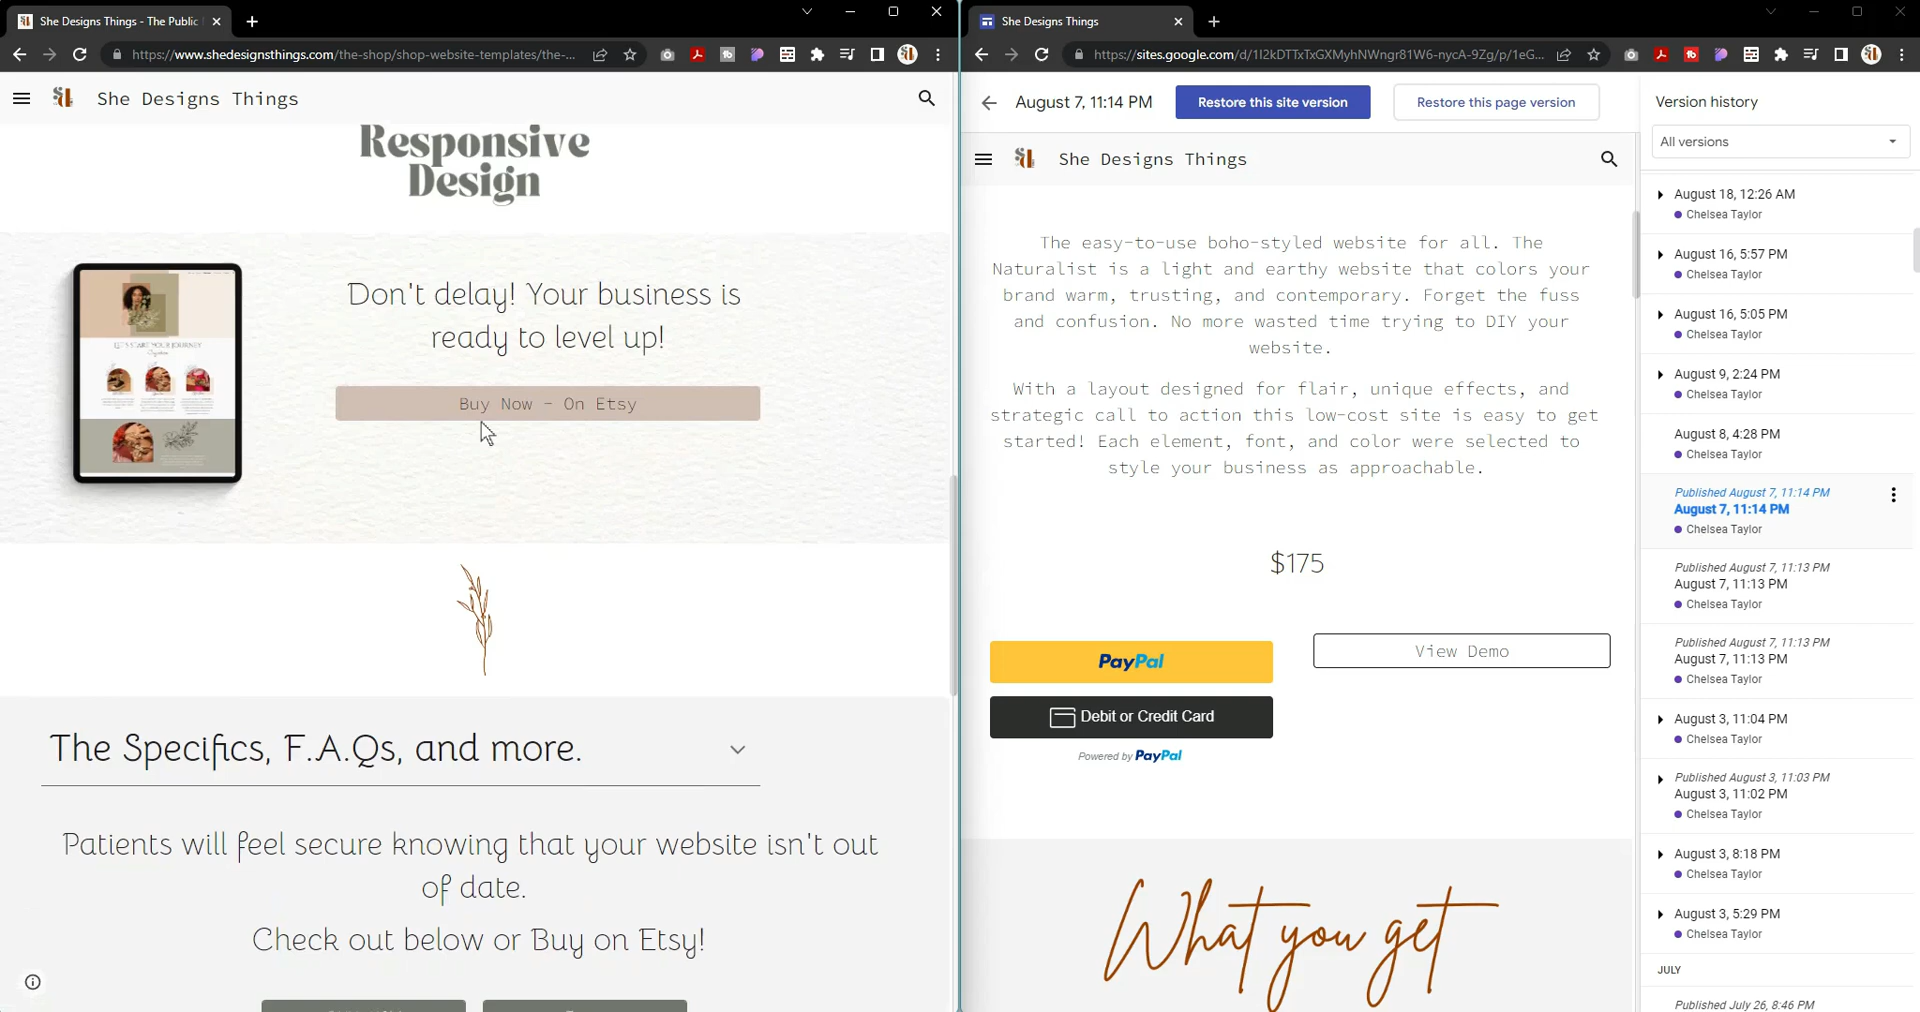 She Designs Things - The Public
https://www.shedesignsthings.com/the-shop/shop-website-templates/the-...
She Designs Things
Responsive
Design
Don't delay! Your business is
ready to level up!
Buy Now - On Etsy
LET'S START YOUR JOURNEY
The Specifics, F.A.Qs, and more.
Patients will feel secure knowing that your website isn't out
of date.
Check out below or Buy on Etsy!
She Designs Things
https://sites.google.com/d/1I2kDTTxTxGXMyhNWngr81W6-nycA-9Zg/p/1eG...
August 7, 11:14 PM
Restore this site version
Restore this page version
She Designs Things
The easy-to-use boho-styled website for all. The
Naturalist is a light and earthy website that colors your
brand warm, trusting, and contemporary. Forget the fuss
and confusion. No more wasted time trying to DIY your
website.
With a layout designed for flair, unique effects, and
strategic call to action this low-cost site is easy to get
started! Each element, font, and color were selected to
style your business as approachable.
$175
PayPal
View Demo
Debit or Credit Card
Powered by PayPal
What you get
Version history
All versions
August 18, 12:26 AM
Chelsea Taylor
August 16, 5:57 PM
Chelsea Taylor
August 16, 5:05 PM
Chelsea Taylor
August 9, 2:24 PM
Chelsea Taylor
August 8, 4:28 PM
Chelsea Taylor
Published August 7, 11:14 PM
August 7, 11:14 PM
Chelsea Taylor
Published August 7, 11:13 PM
August 7, 11:13 PM
Chelsea Taylor
Published August 7, 11:13 PM
August 7, 11:13 PM
Chelsea Taylor
August 3, 11:04 PM
Chelsea Taylor
Published August 3, 11:03 PM
August 3, 11:02 PM
Chelsea Taylor
August 3, 8:18 PM
Chelsea Taylor
August 3, 5:29 PM
Chelsea Taylor
JULY
Published July 26, 8:46 PM